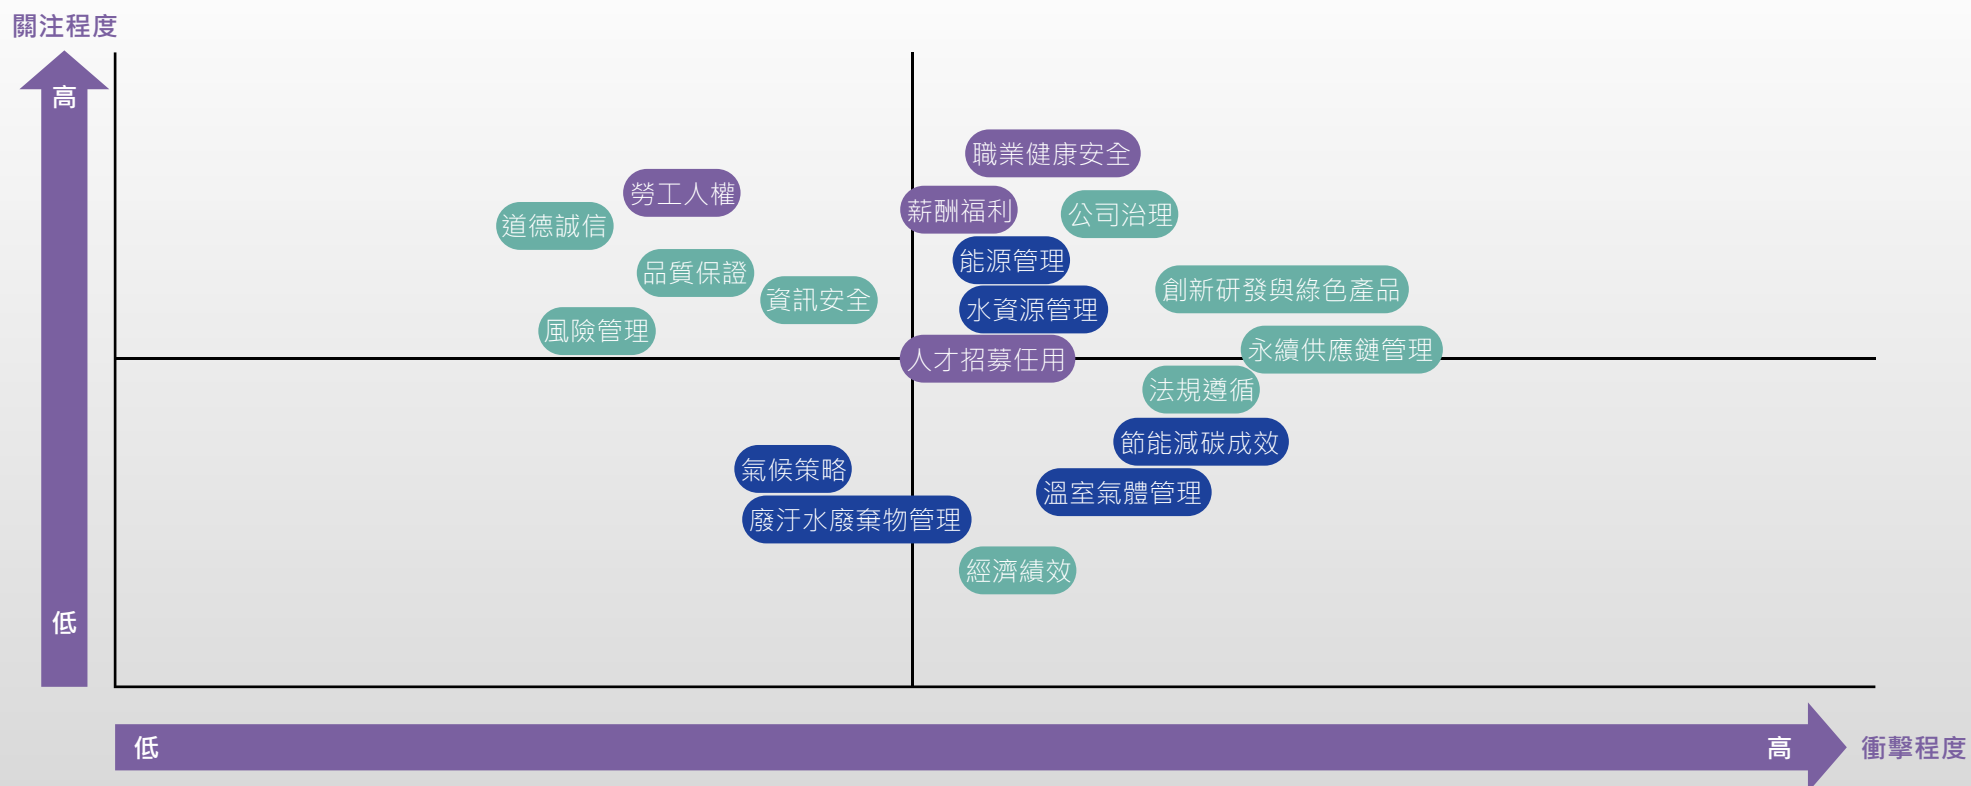 關注程度
高
職業健康安全
勞工人權
薪酬福利
公司治理
道德誠信
能源管理
品質保證
創新研發與綠色產品
資訊安全
水資源管理
風險管理
永續供應鏈管理
人才招募任用
法規遵循
節能減碳成效
氣候策略
溫室氣體管理
廢汙水廢棄物管理
經濟績效
低
低
高
衝擊程度